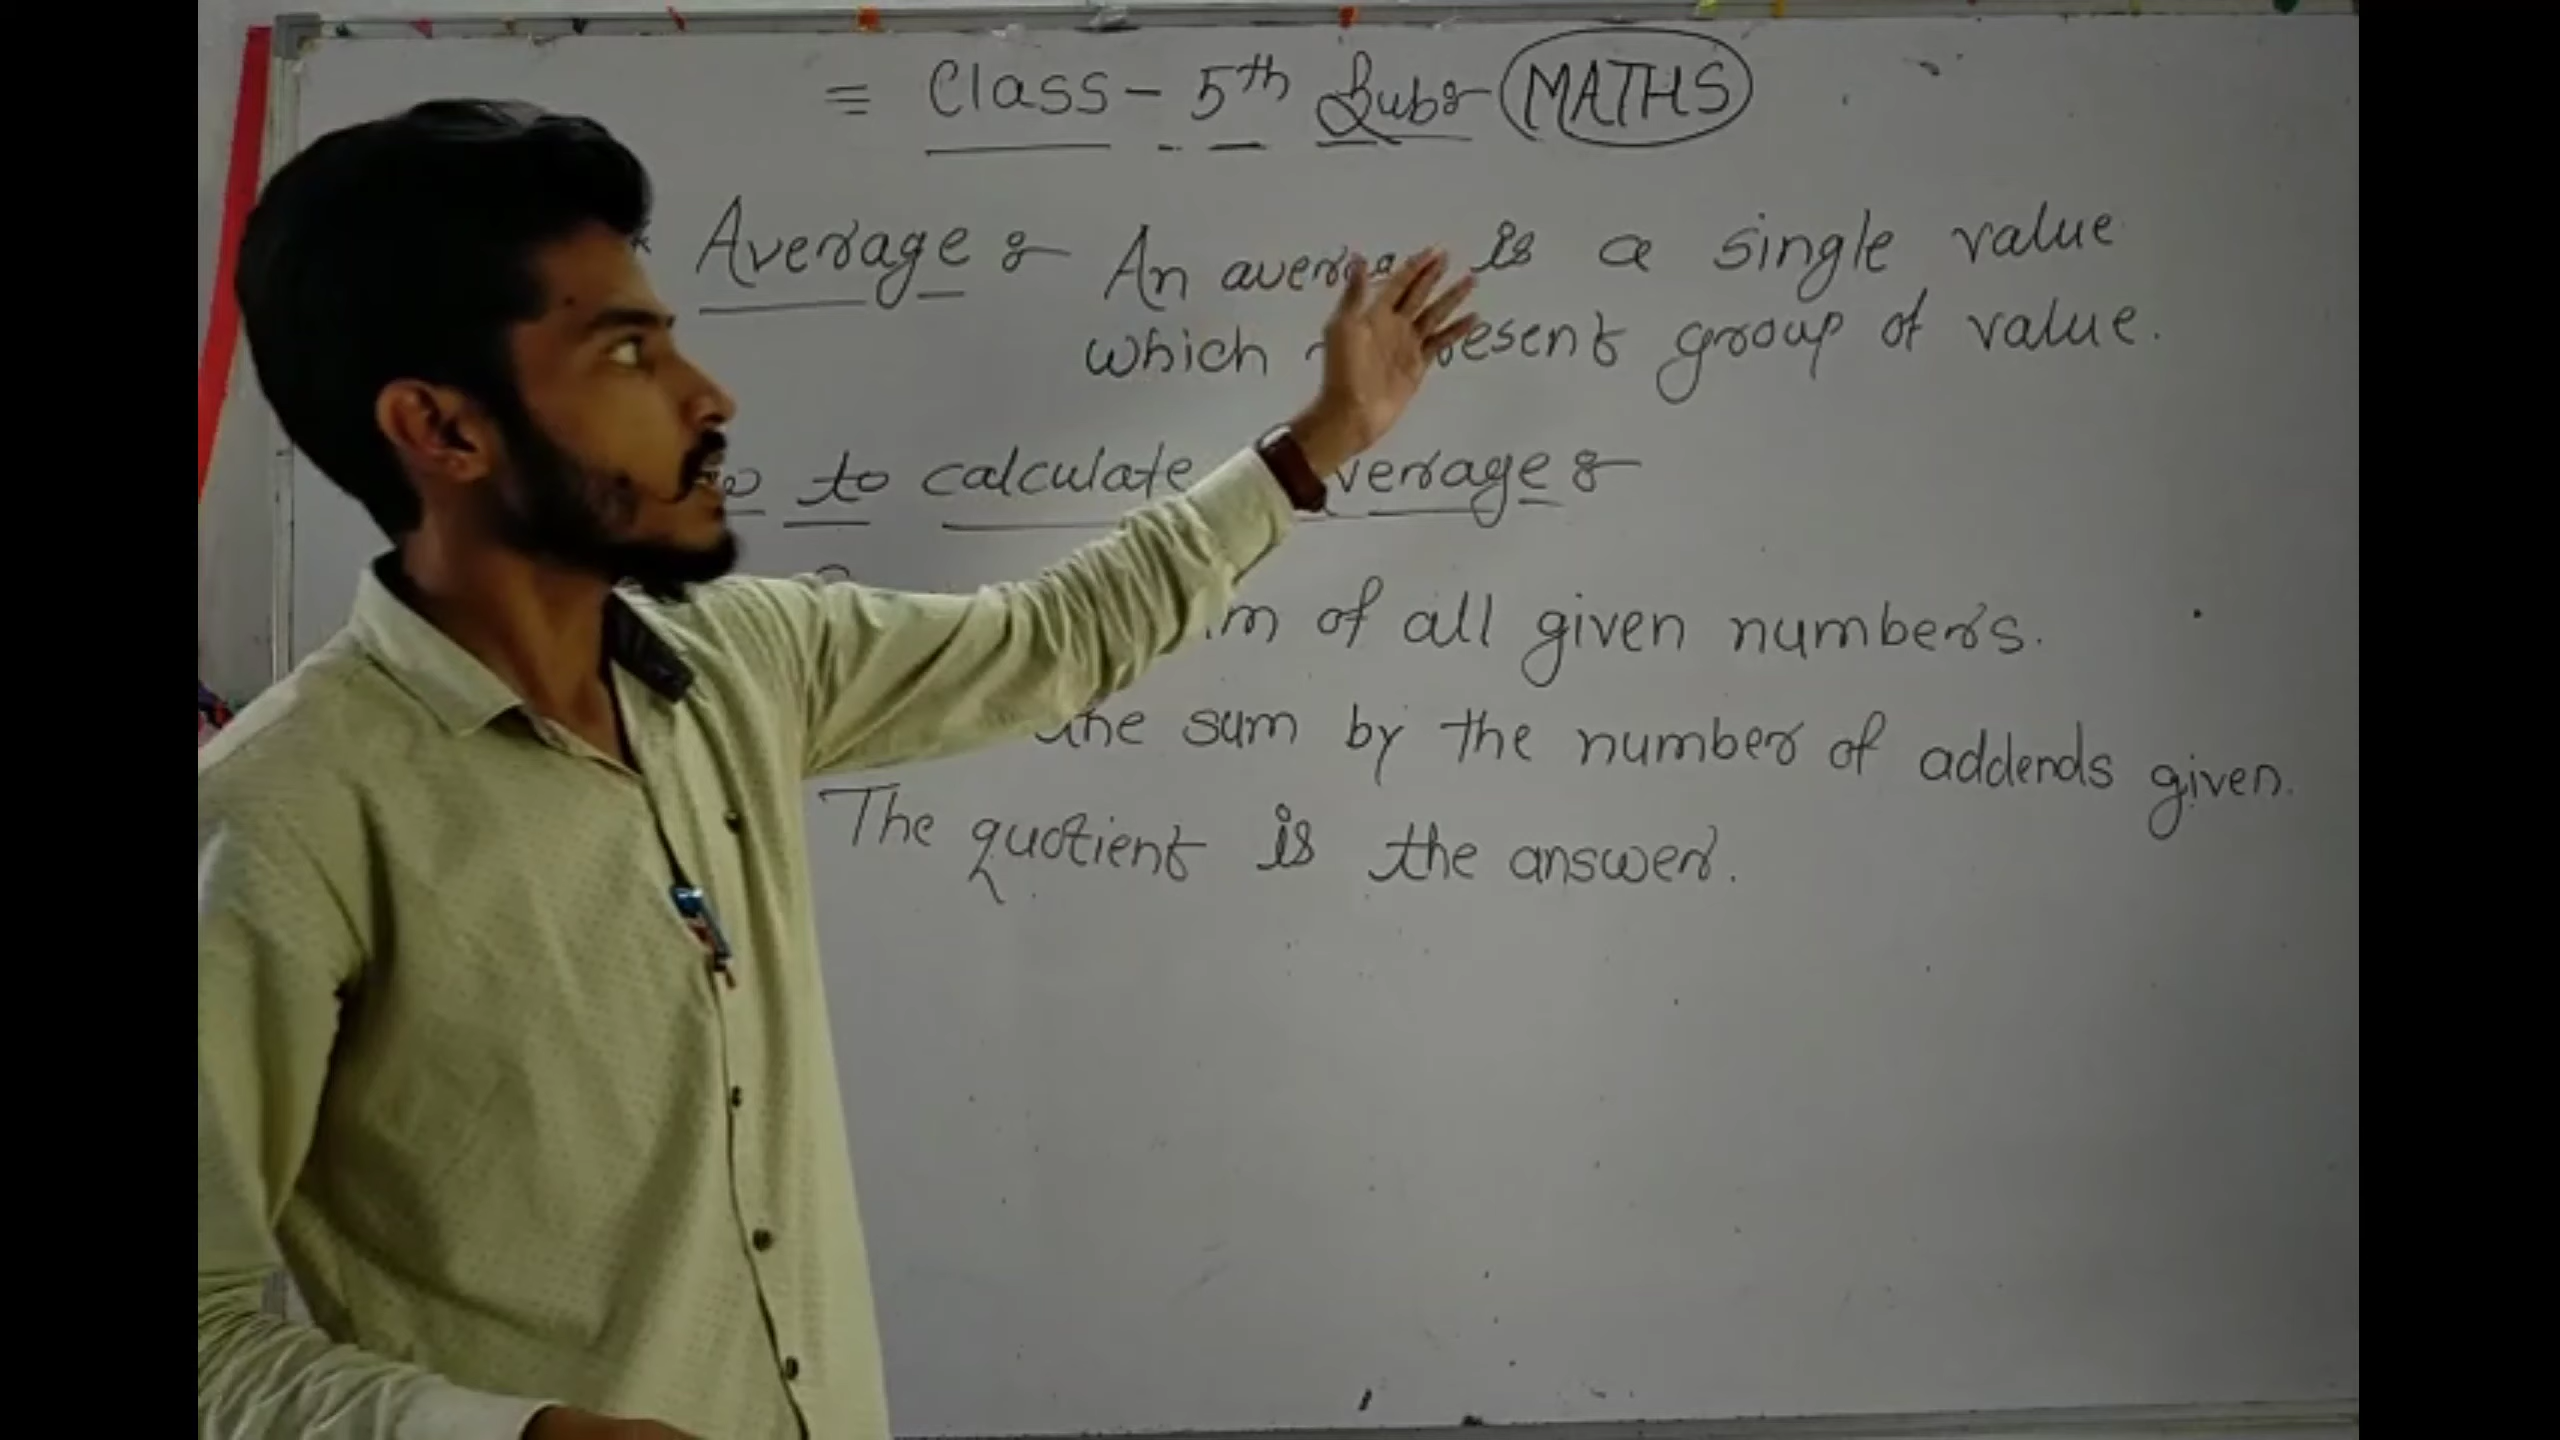 = Class - 5th Sub:- MATHS
* Average :- An average is a single value
which represent group of value.
to calculate average :-
of all given numbers.
the sum by the number of addends given.
The quotient is the answer.